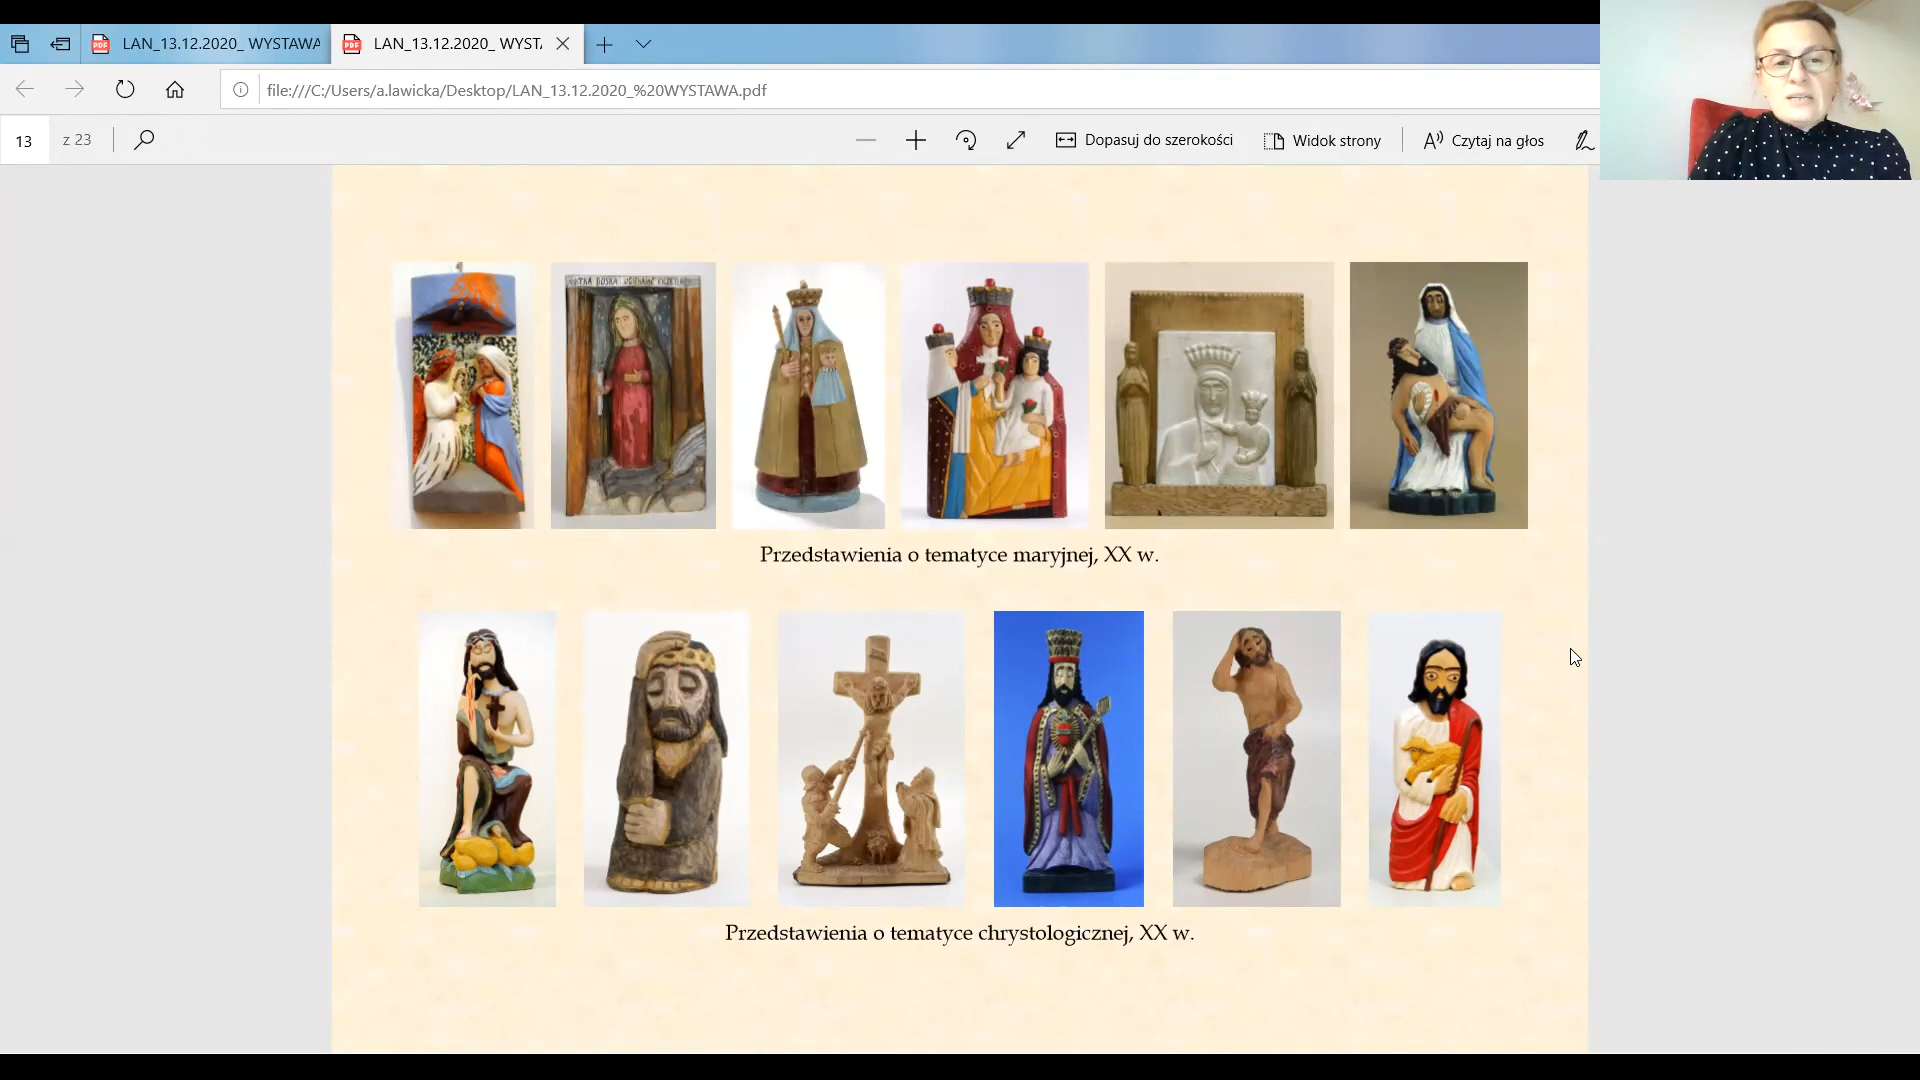 LAN_13.12.2020_ WYSTAWA
LAN_13.12.2020_ WYST
file:///C:/Users/a.lawicka/Desktop/LAN_13.12.2020_%20WYSTAWA.pdf
13 z 23
Dopasuj do szerokości
Widok strony
Czytaj na głos
Przedstawienia o tematyce maryjnej, XX w.
Przedstawienia o tematyce chrystologicznej, XX w.